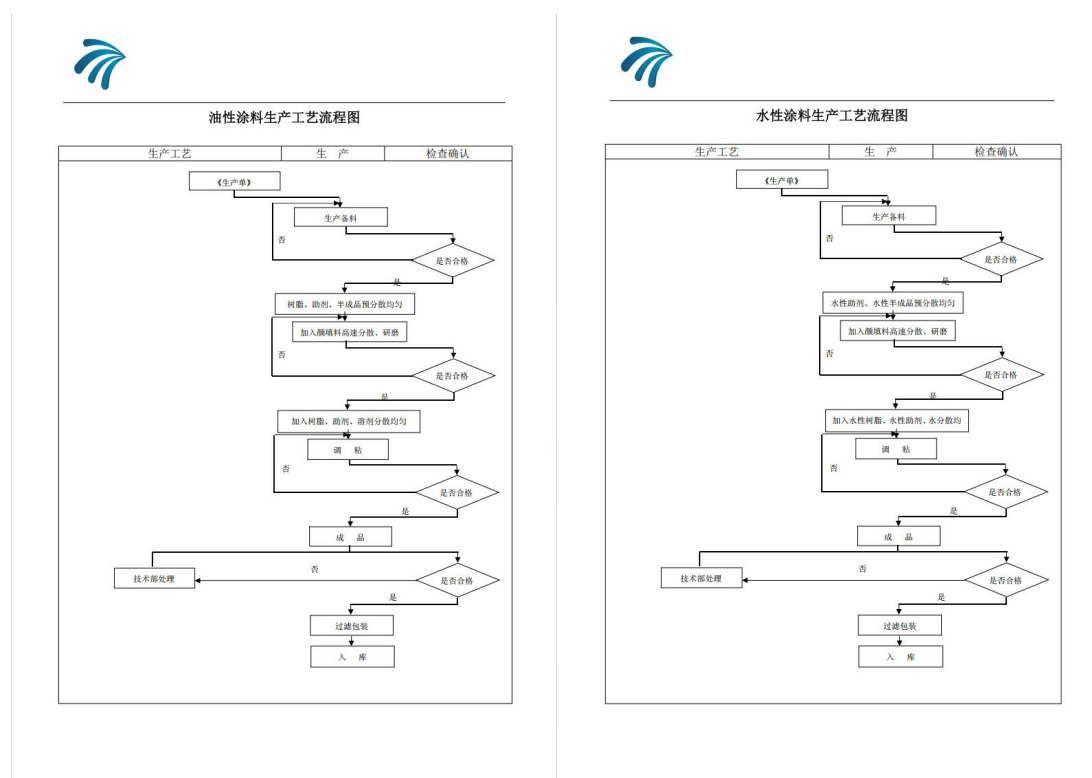 油性涂料生产工艺流程图
生产工艺 生 产 检查确认
《生产单》
生产备料
否
是否合格
是
树脂、助剂、半成品预分散均匀
加入颜填料高速分散、研磨
否
是否合格
是
加入树脂、助剂、溶剂分散均匀
调 粘
否
是否合格
是
成 品
否
技术部处理
是否合格
是
过滤包装
入 库
水性涂料生产工艺流程图
生产工艺 生 产 检查确认
《生产单》
生产备料
否
是否合格
是
水性助剂、水性半成品预分散均匀
加入颜填料高速分散、研磨
否
是否合格
是
加入水性树脂、水性助剂、水分散均
调 粘
否
是否合格
是
成 品
否
技术部处理
是否合格
是
过滤包装
入 库